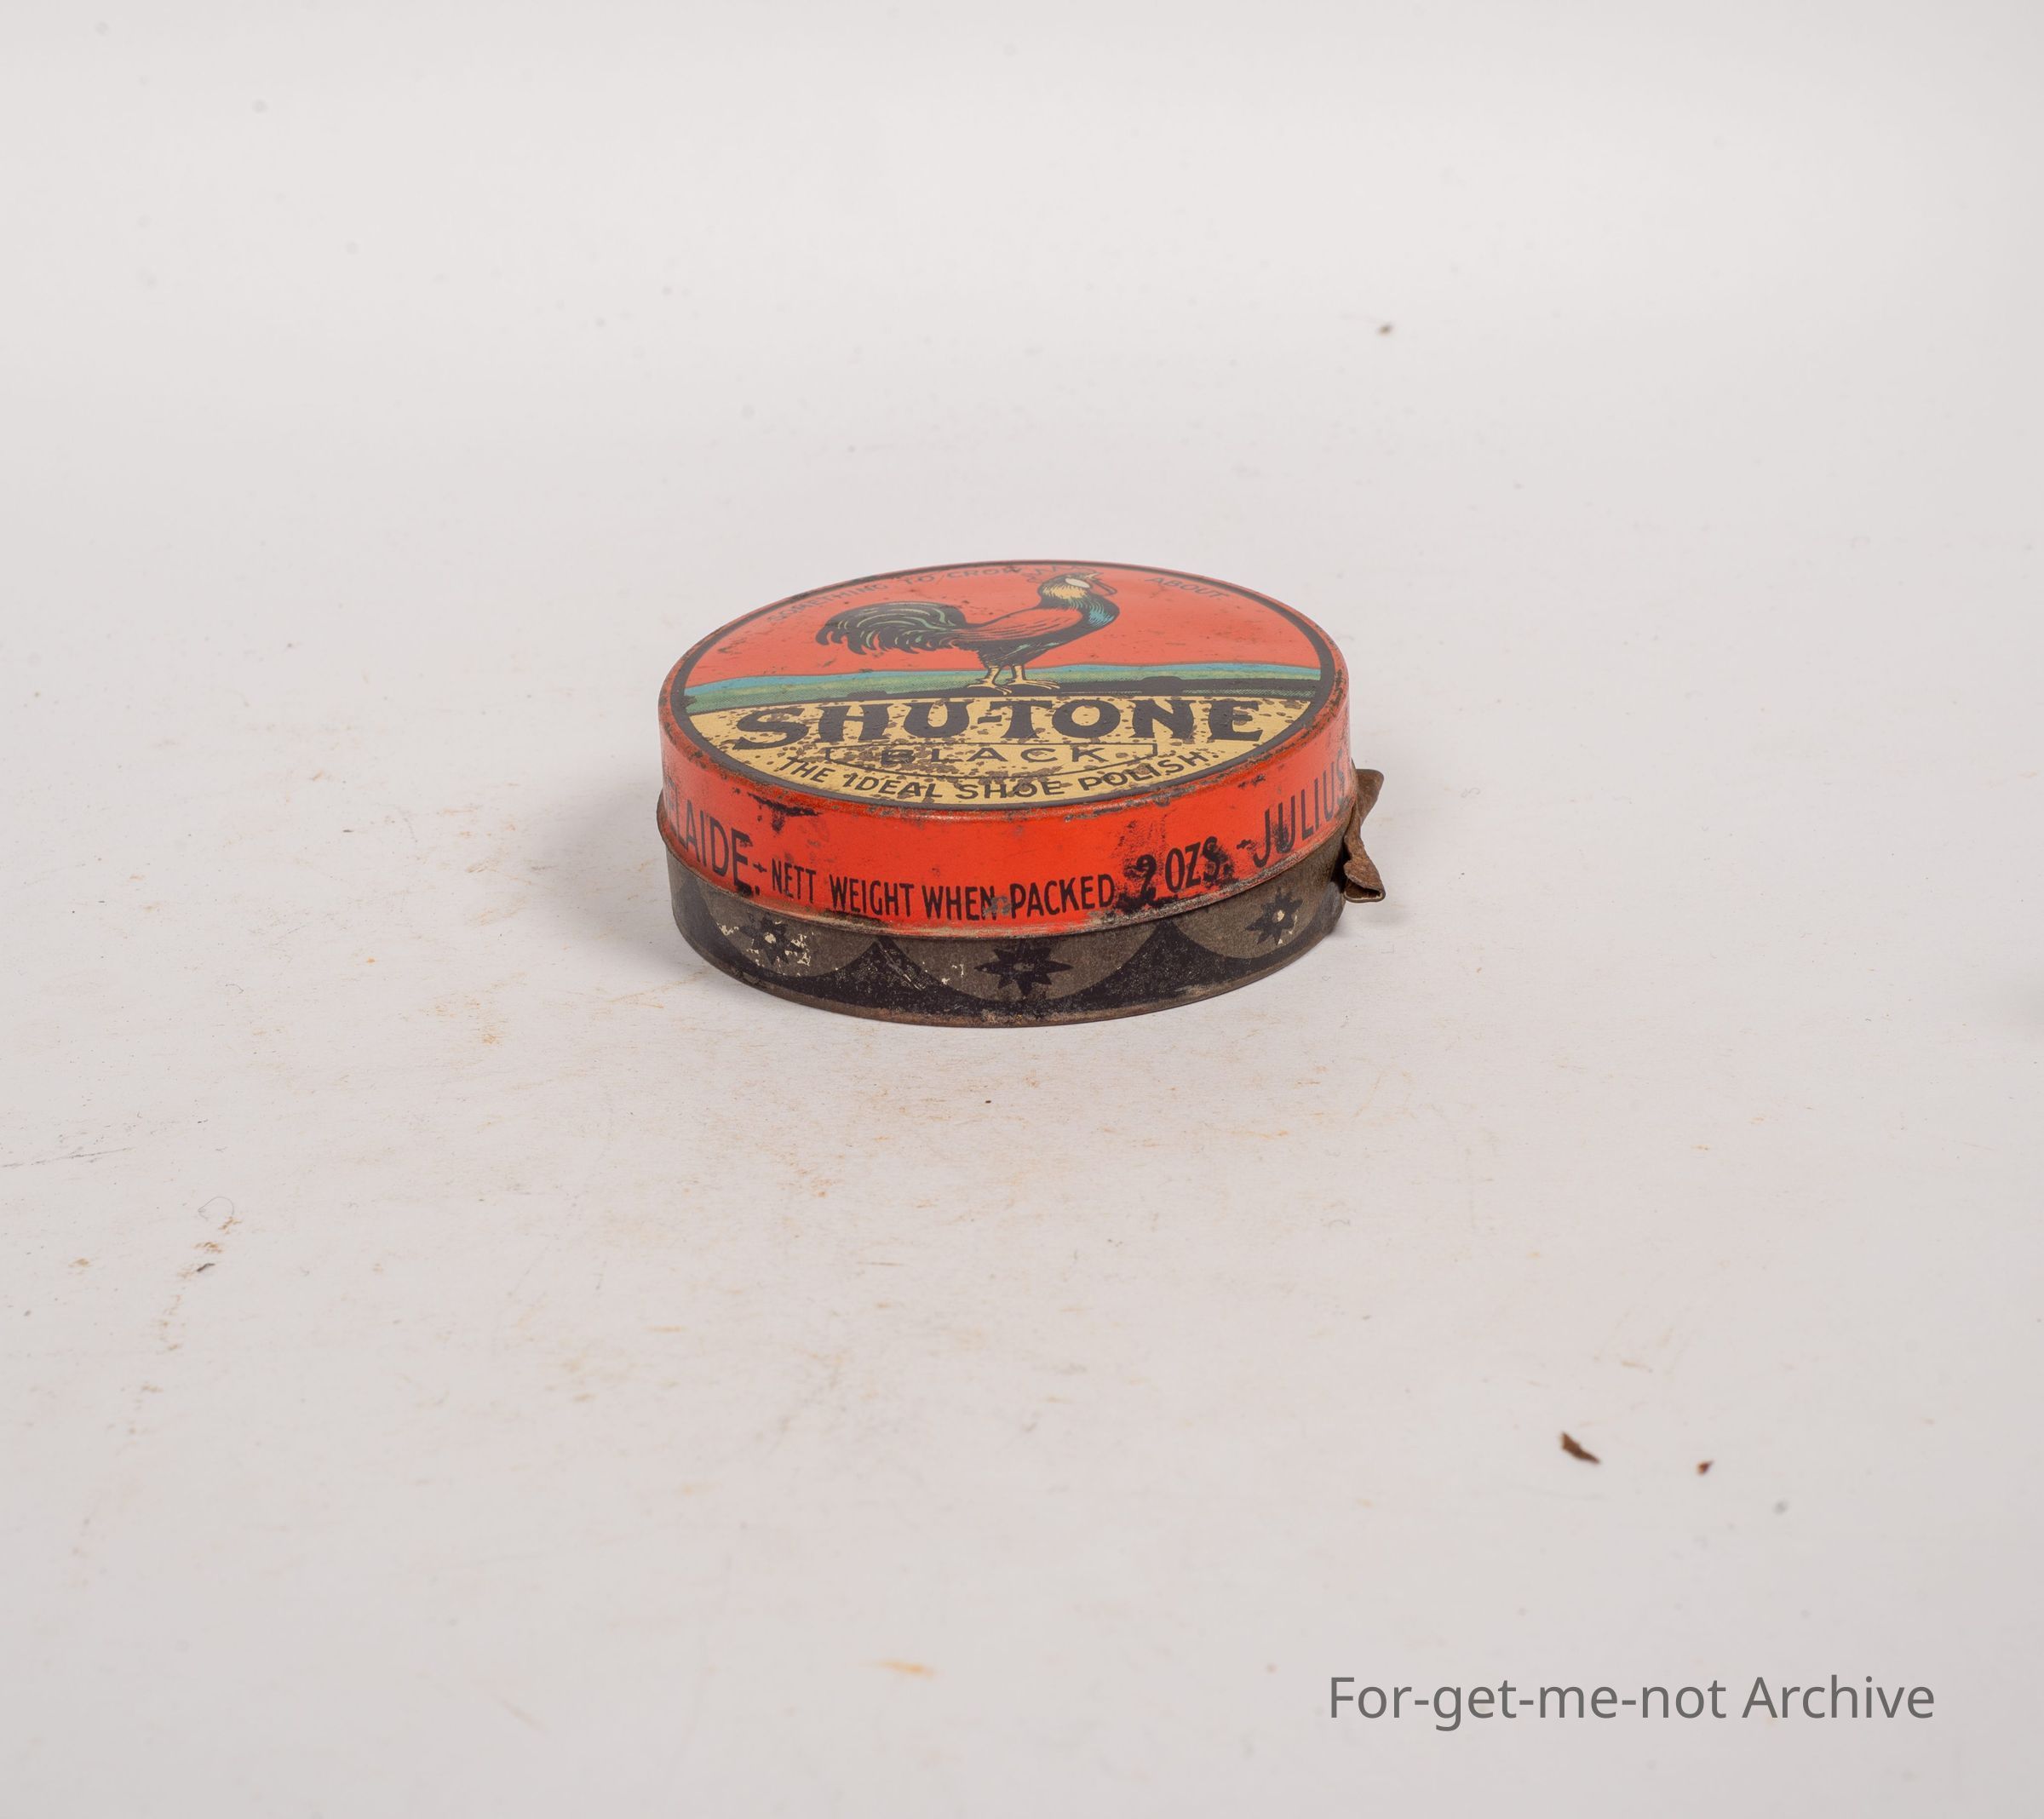 SOMETHING TO CROW ABOUT
SHU-TONE
BLACK
THE IDEAL SHOE POLISH
LAIDE. - NETT WEIGHT WHEN PACKED 2 OZS. - JULIUS
For-get-me-not Archive